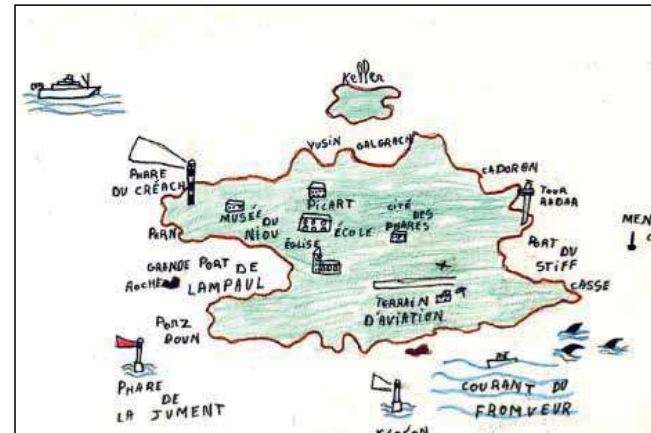 Keller
YUSIN
GALGRACH
CADORAN
PHARE
DU CRÉACH
TOUR
RADAR
MUSÉE
DU
NIOU
PICART
ÉCOLE
CITÉ
DES
PHARES
PERN
ÉGLISE
PORT
DU
STIFF
MEN
GRANDE
ROCHE
PORT DE
LAMPAUL
CASSE
TERRAIN
D'AVIATION
PORZ
DOUN
PHARE
DE
LA JUMENT
COURANT DU
FROMVEUR